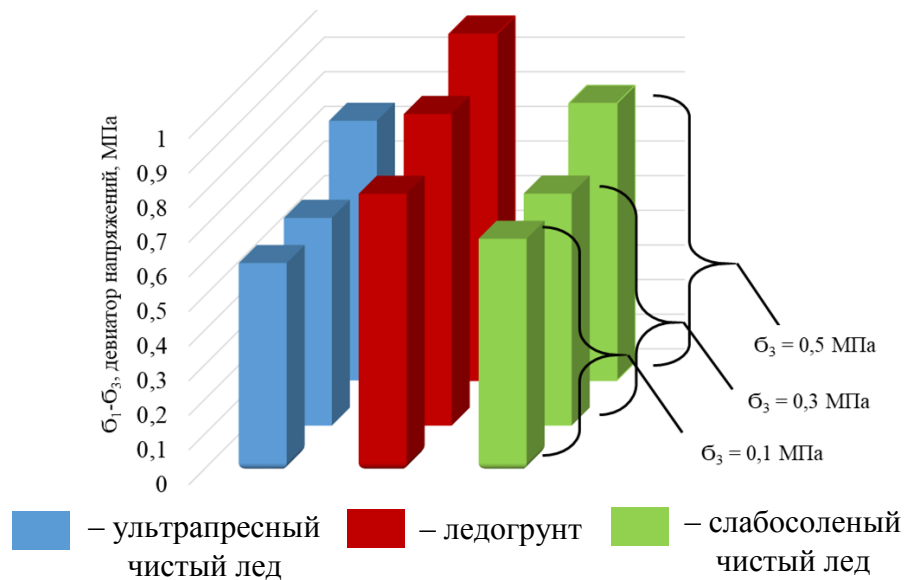 б₁-б₃, девиатор напряжений, МПа
1
0,9
0,8
0,7
0,6
0,5
0,4
0,3
0,2
0,1
0
б₃ = 0,5 МПа
б₃ = 0,3 МПа
б₃ = 0,1 МПа
– ультрапресный
чистый лед
– ледогрунт
– слабосоленый
чистый лед